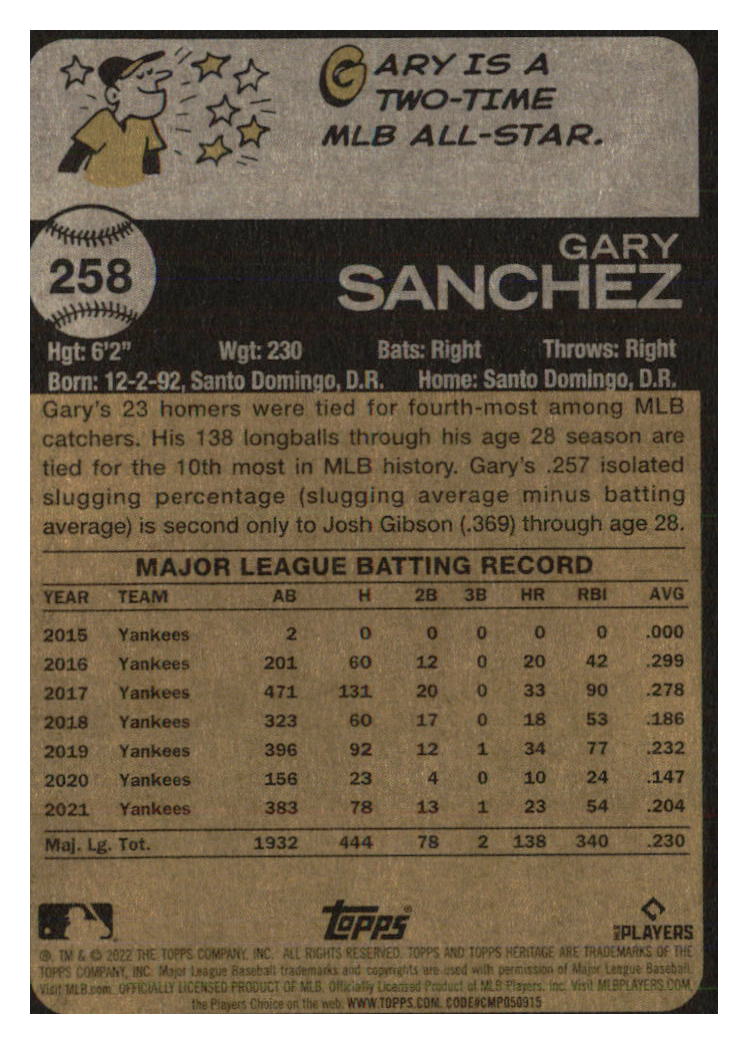 GARY IS A
TWO-TIME
MLB ALL-STAR.
258
GARY
SANCHEZ
Hgt: 6'2" Wgt: 230 Bats: Right Throws: Right
Born: 12-2-92, Santo Domingo, D.R. Home: Santo Domingo, D.R.
Gary's 23 homers were tied for fourth-most among MLB
catchers. His 138 longballs through his age 28 season are
tied for the 10th most in MLB history. Gary's .257 isolated
slugging percentage (slugging average minus batting
average) is second only to Josh Gibson (.369) through age 28.
MAJOR LEAGUE BATTING RECORD
YEAR TEAM AB H 2B 3B HR RBI AVG
2015 Yankees 2 0 0 0 0 0 .000
2016 Yankees 201 60 12 0 20 42 .299
2017 Yankees 471 131 20 0 33 90 .278
2018 Yankees 323 60 17 0 18 53 .186
2019 Yankees 396 92 12 1 34 77 .232
2020 Yankees 156 23 4 0 10 24 .147
2021 Yankees 383 78 13 1 23 54 .204
Maj. Lg. Tot. 1932 444 78 2 138 340 .230
Topps®
MLB PLAYERS
®, TM & © 2022 THE TOPPS COMPANY, INC. ALL RIGHTS RESERVED. TOPPS AND TOPPS HERITAGE ARE TRADEMARKS OF THE
TOPPS COMPANY, INC. Major League Baseball trademarks and copyrights are used with permission of Major League Baseball.
Visit MLB.com. OFFICIALLY LICENSED PRODUCT OF MLB. Officially Licensed Product of MLB Players, Inc. Visit MLBPLAYERS.COM,
the Players Choice on the web. WWW.TOPPS.COM. CODE#CMP050915